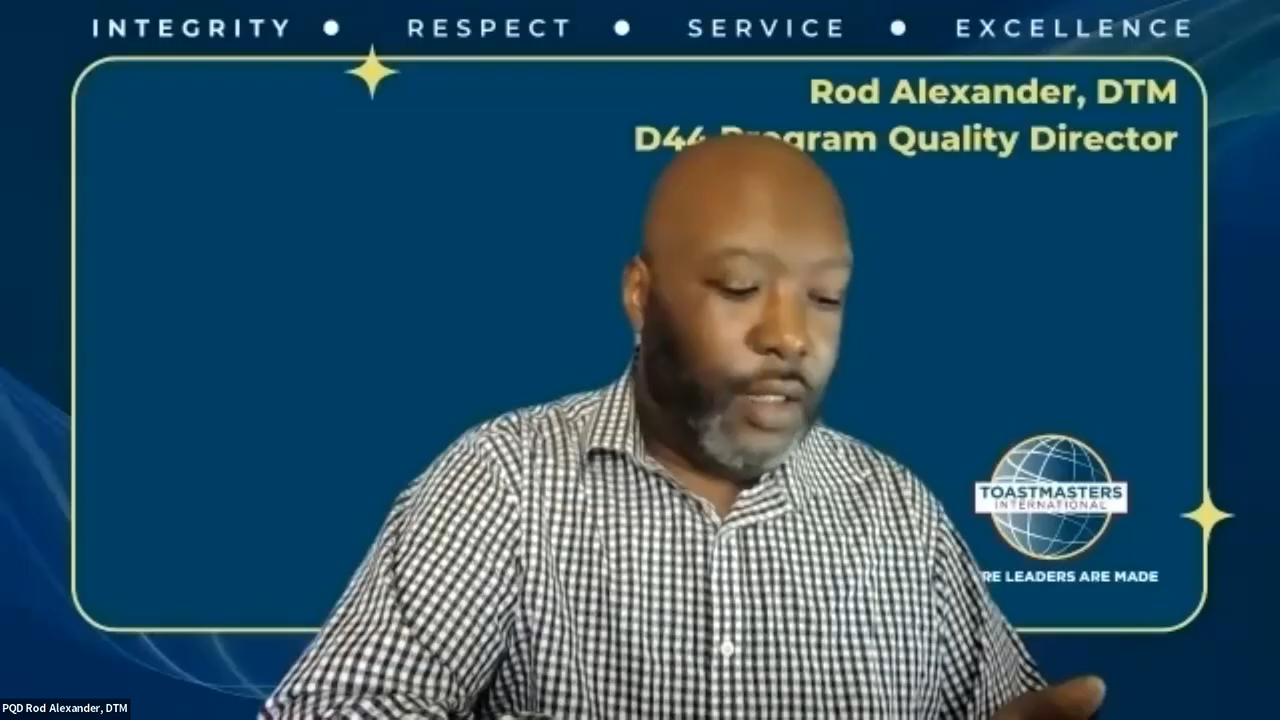 INTEGRITY ● RESPECT ● SERVICE ● EXCELLENCE
Rod Alexander, DTM
D44 Program Quality Director
TOASTMASTERS
INTERNATIONAL
RE LEADERS ARE MADE
PQD Rod Alexander, DTM